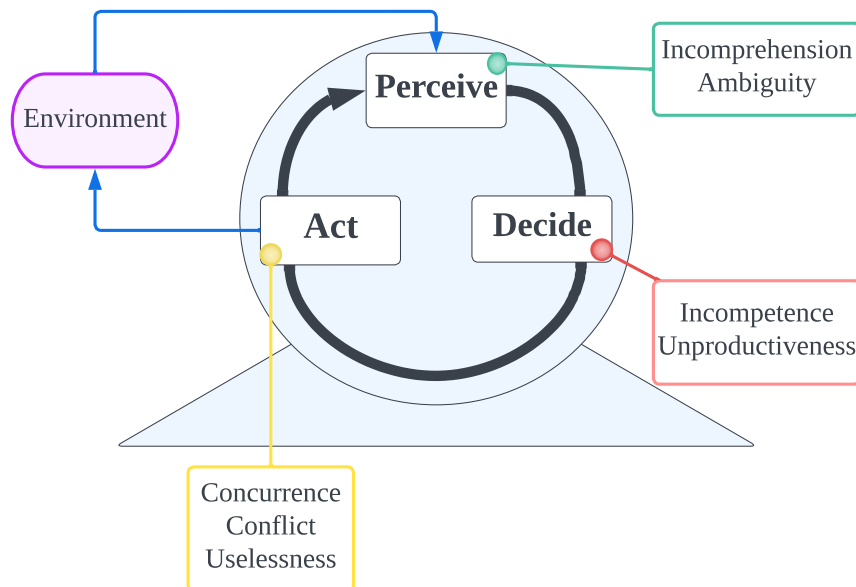 Perceive
Incomprehension
Ambiguity
Environment
Act
Decide
Incompetence
Unproductiveness
Concurrence
Conflict
Uselessness